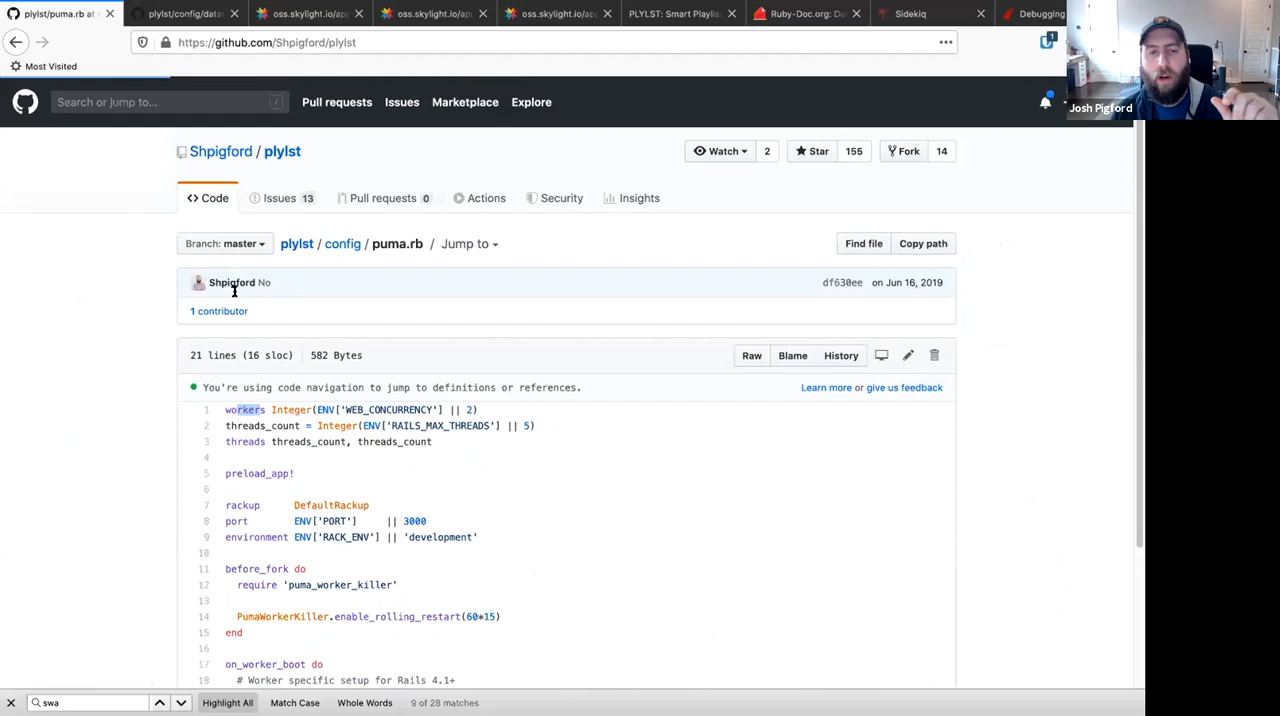 plylst/config/puma.rb at
plylst/config/data
oss.skylight.io/app
oss.skylight.io/app
oss.skylight.io/app
PLYLST: Smart Playlis
Ruby-Doc.org: Do
Sidekiq
Debugging
https://github.com/Shpigford/plylst
1
Most Visited
Josh Pigford
Search or jump to... /
Pull requests Issues Marketplace Explore
Shpigford / plylst
Watch 2 Star 155 Fork 14
Code Issues 13 Pull requests 0 Actions Security Insights
Branch: master plylst / config / puma.rb / Jump to Find file Copy path
Shpigford No df630ee on Jun 16, 2019
1 contributor
21 lines (16 sloc) 582 Bytes Raw Blame History
You're using code navigation to jump to definitions or references. Learn more or give us feedback
1 workers Integer(ENV['WEB_CONCURRENCY'] || 2)
2 threads_count = Integer(ENV['RAILS_MAX_THREADS'] || 5)
3 threads threads_count, threads_count
4
5 preload_app!
6
7 rackup DefaultRackup
8 port ENV['PORT'] || 3000
9 environment ENV['RACK_ENV'] || 'development'
10
11 before_fork do
12 require 'puma_worker_killer'
13
14 PumaWorkerKiller.enable_rolling_restart(60*15)
15 end
16
17 on_worker_boot do
18 # Worker specific setup for Rails 4.1+
swa Highlight All Match Case Whole Words 9 of 28 matches